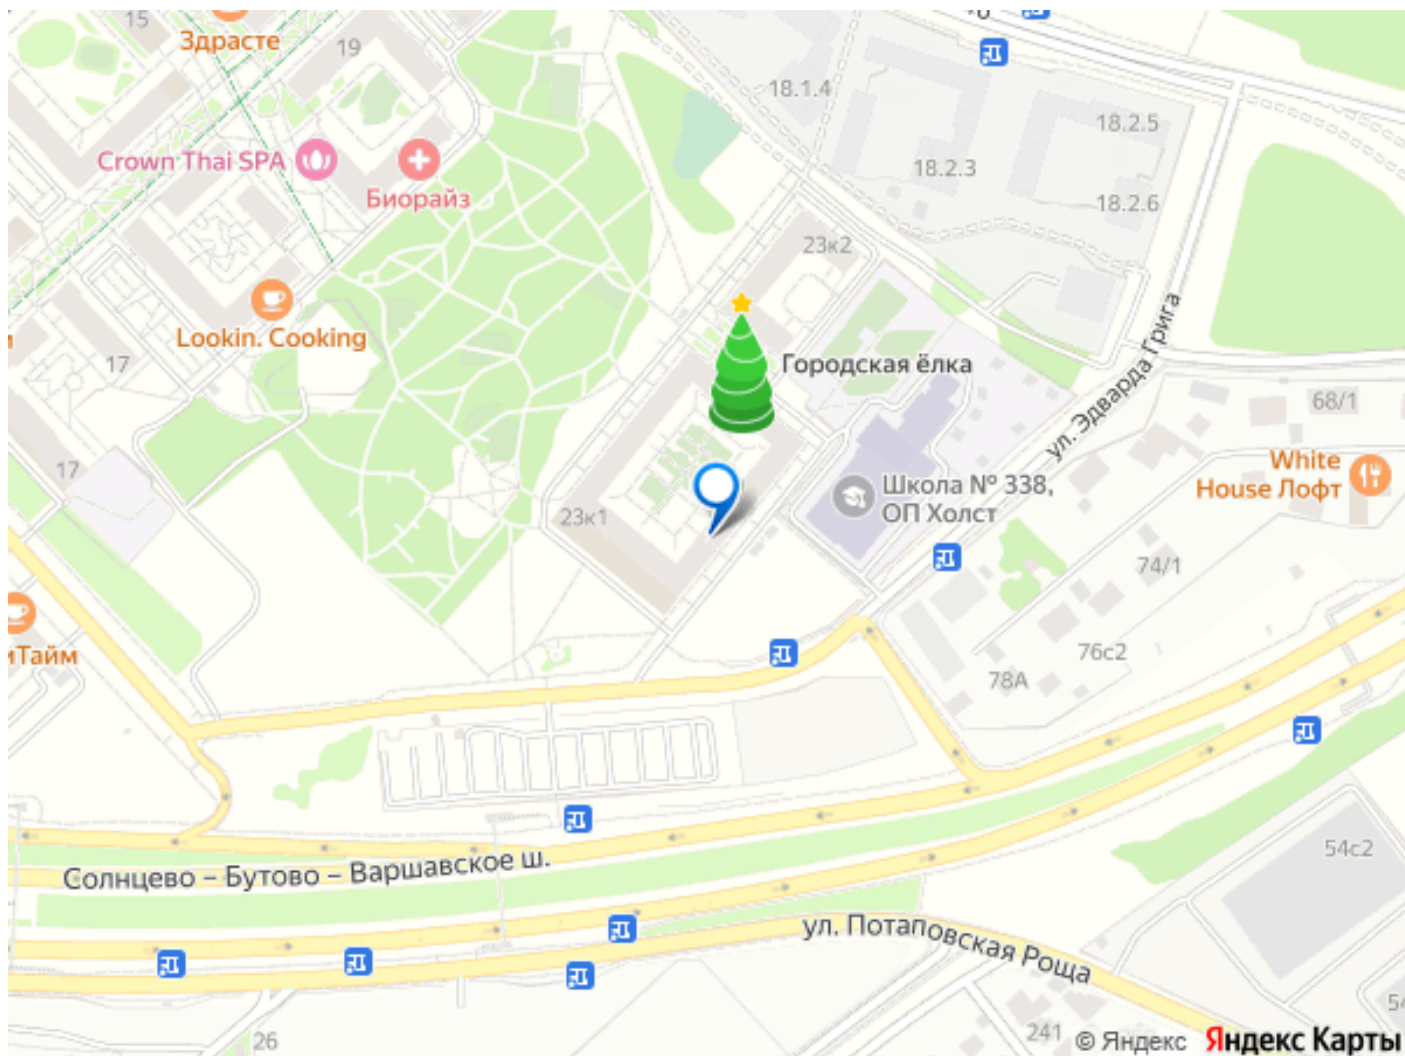 15
Здрасте
19
18.1.4
18.2.5
18.2.3
18.2.6
Crown Thai SPA
Биорайз
23к2
Lookin. Cooking
17
Городская ёлка
ул. Эдварда Грига
68/1
White
House Лофт
17
23к1
Школа № 338,
ОП Холст
74/1
76с2
78А
иТайм
54с2
Солнцево – Бутово – Варшавское ш.
ул. Потаповская Роща
26
241
© Яндекс
Яндекс Карты